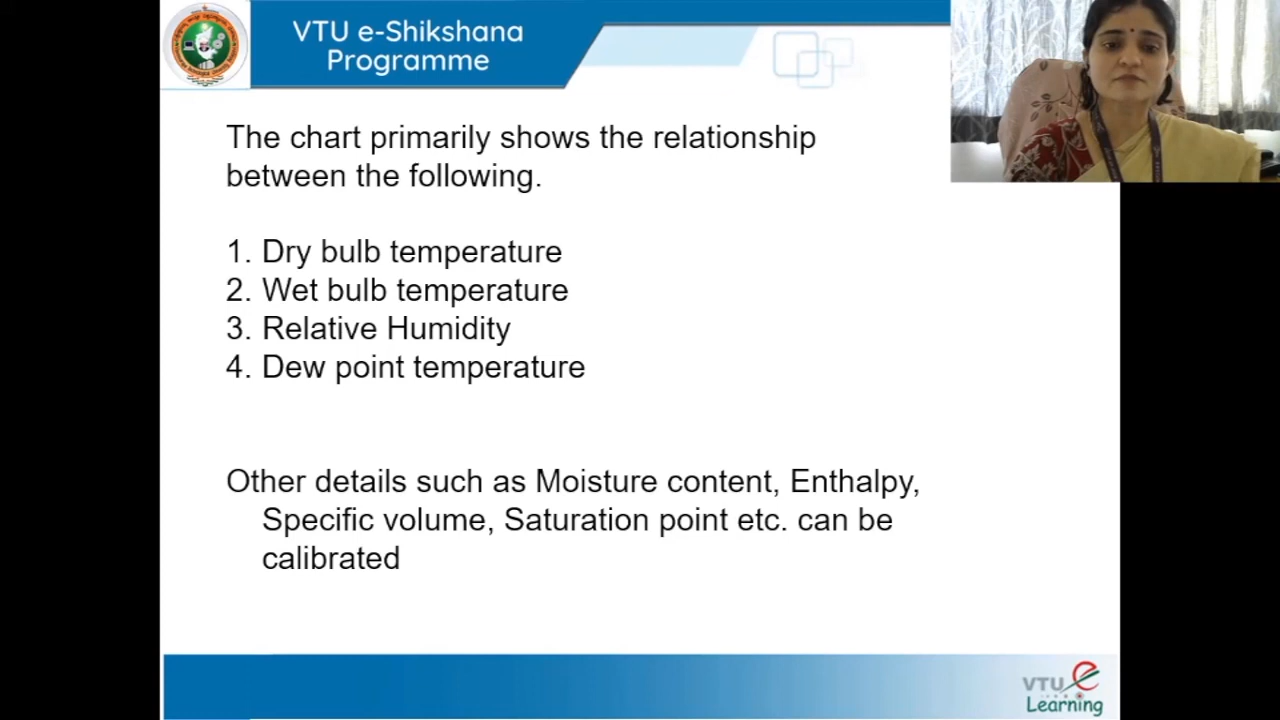 VTU e-Shikshana
Programme
The chart primarily shows the relationship
between the following.
1. Dry bulb temperature
2. Wet bulb temperature
3. Relative Humidity
4. Dew point temperature
Other details such as Moisture content, Enthalpy,
Specific volume, Saturation point etc. can be
calibrated
VTU e
Learning